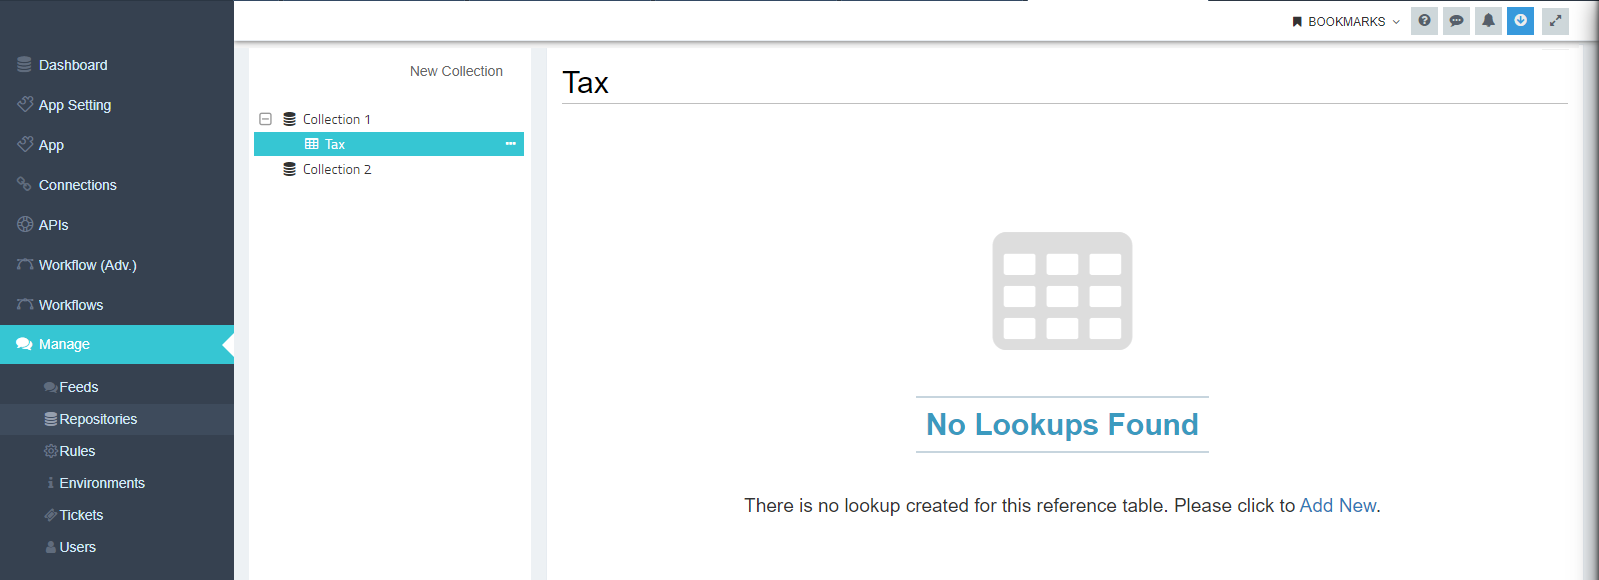 BOOKMARKS
Dashboard
App Setting
App
Connections
APIs
Workflow (Adv.)
Workflows
Manage
Feeds
Repositories
Rules
Environments
Tickets
Users
New Collection
Collection 1
Tax
Collection 2
Tax
No Lookups Found
There is no lookup created for this reference table. Please click to Add New.